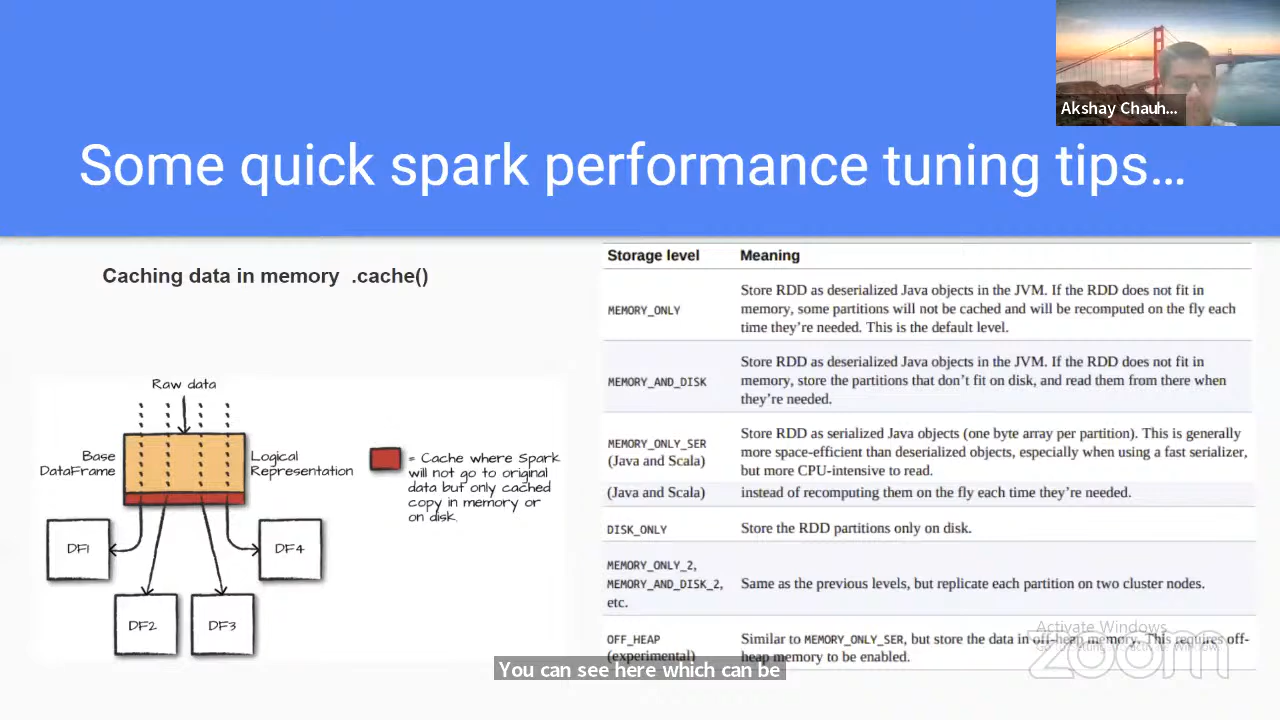 Akshay Chauh...
Some quick spark performance tuning tips...
Caching data in memory .cache()
Raw data
Base
DataFrame
Logical
Representation
= Cache where Spark
will not go to original
data but only cached
copy in memory or
on disk.
DF1
DF4
DF2
DF3
Storage level Meaning
MEMORY_ONLY
Store RDD as deserialized Java objects in the JVM. If the RDD does not fit in
memory, some partitions will not be cached and will be recomputed on the fly each
time they're needed. This is the default level.
MEMORY_AND_DISK
Store RDD as deserialized Java objects in the JVM. If the RDD does not fit in
memory, store the partitions that don't fit on disk, and read them from there when
they're needed.
MEMORY_ONLY_SER
(Java and Scala)
Store RDD as serialized Java objects (one byte array per partition). This is generally
more space-efficient than deserialized objects, especially when using a fast serializer,
but more CPU-intensive to read.
(Java and Scala) instead of recomputing them on the fly each time they're needed.
DISK_ONLY Store the RDD partitions only on disk.
MEMORY_ONLY_2,
MEMORY_AND_DISK_2,
etc.
Same as the previous levels, but replicate each partition on two cluster nodes.
OFF_HEAP
(experimental)
Similar to MEMORY_ONLY_SER, but store the data in off-heap memory. This requires off-
heap memory to be enabled.
Activate Windows
zoom
You can see here which can be